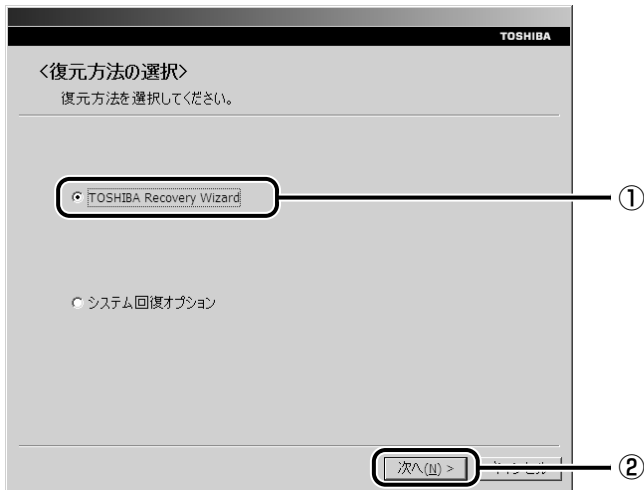 TOSHIBA
<復元方法の選択>
復元方法を選択してください。
TOSHIBA Recovery Wizard
①
システム回復オプション
次へ(N) >
②